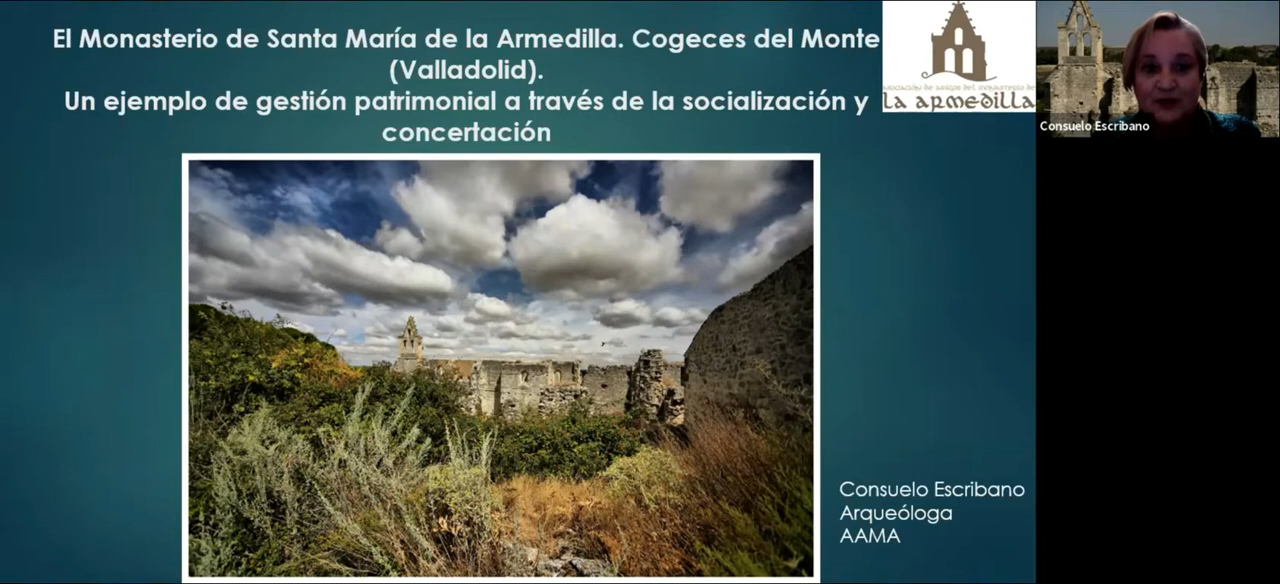 El Monasterio de Santa María de la Armedilla. Cogeces del Monte
(Valladolid).
Un ejemplo de gestión patrimonial a través de la socialización y
concertación
LA ARMEDILLA
Consuelo Escribano
Consuelo Escribano
Arqueóloga
AAMA